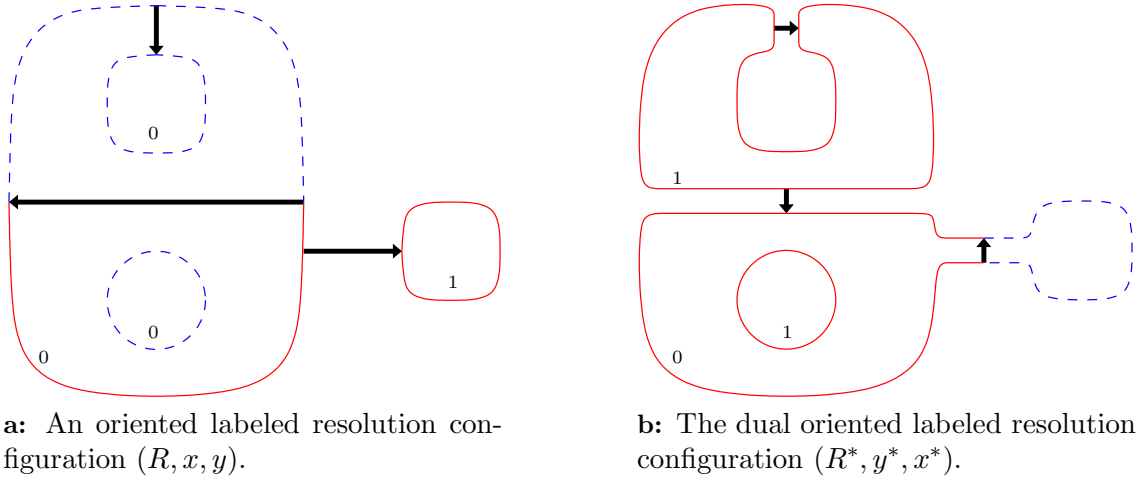 0
0
0
1
1
1
0
a: An oriented labeled resolution con-
figuration (R, x, y).
b: The dual oriented labeled resolution
configuration (R*, y*, x*).